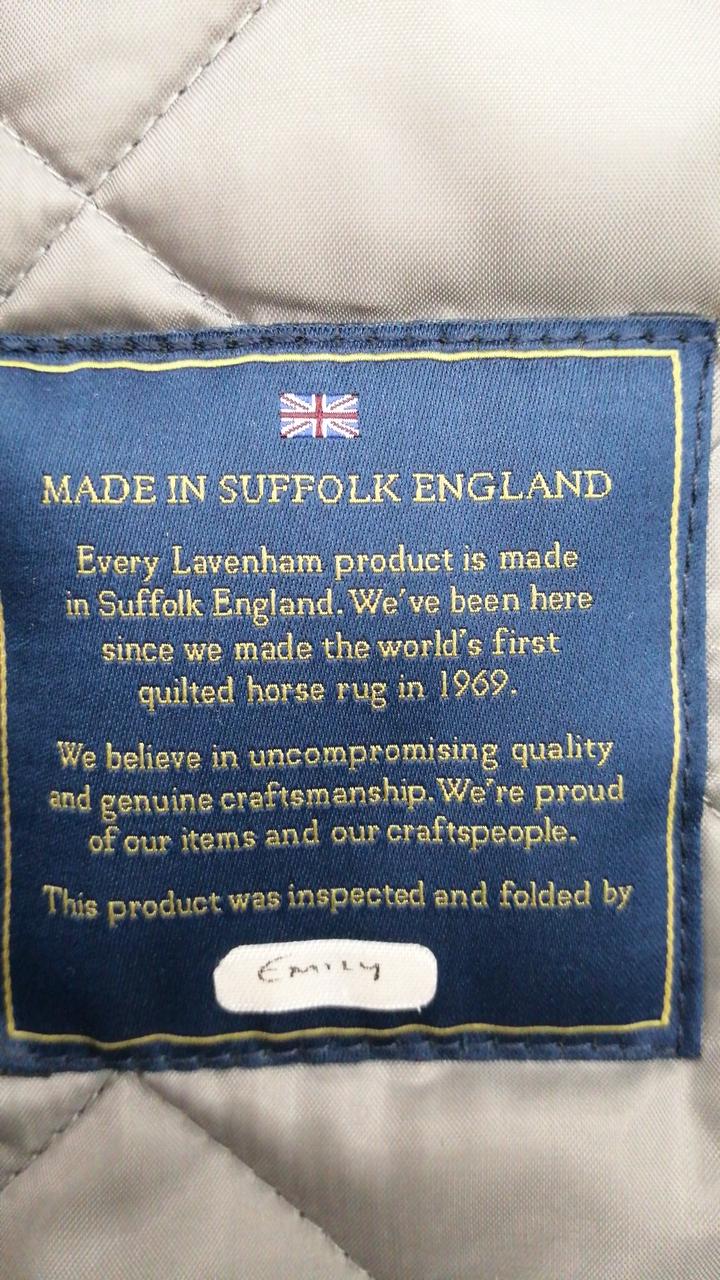 MADE IN SUFFOLK ENGLAND
Every Lavenham product is made
in Suffolk England. We've been here
since we made the world's first
quilted horse rug in 1969.
We believe in uncompromising quality
and genuine craftsmanship. We're proud
of our items and our craftspeople.
This product was inspected and folded by
EMILY